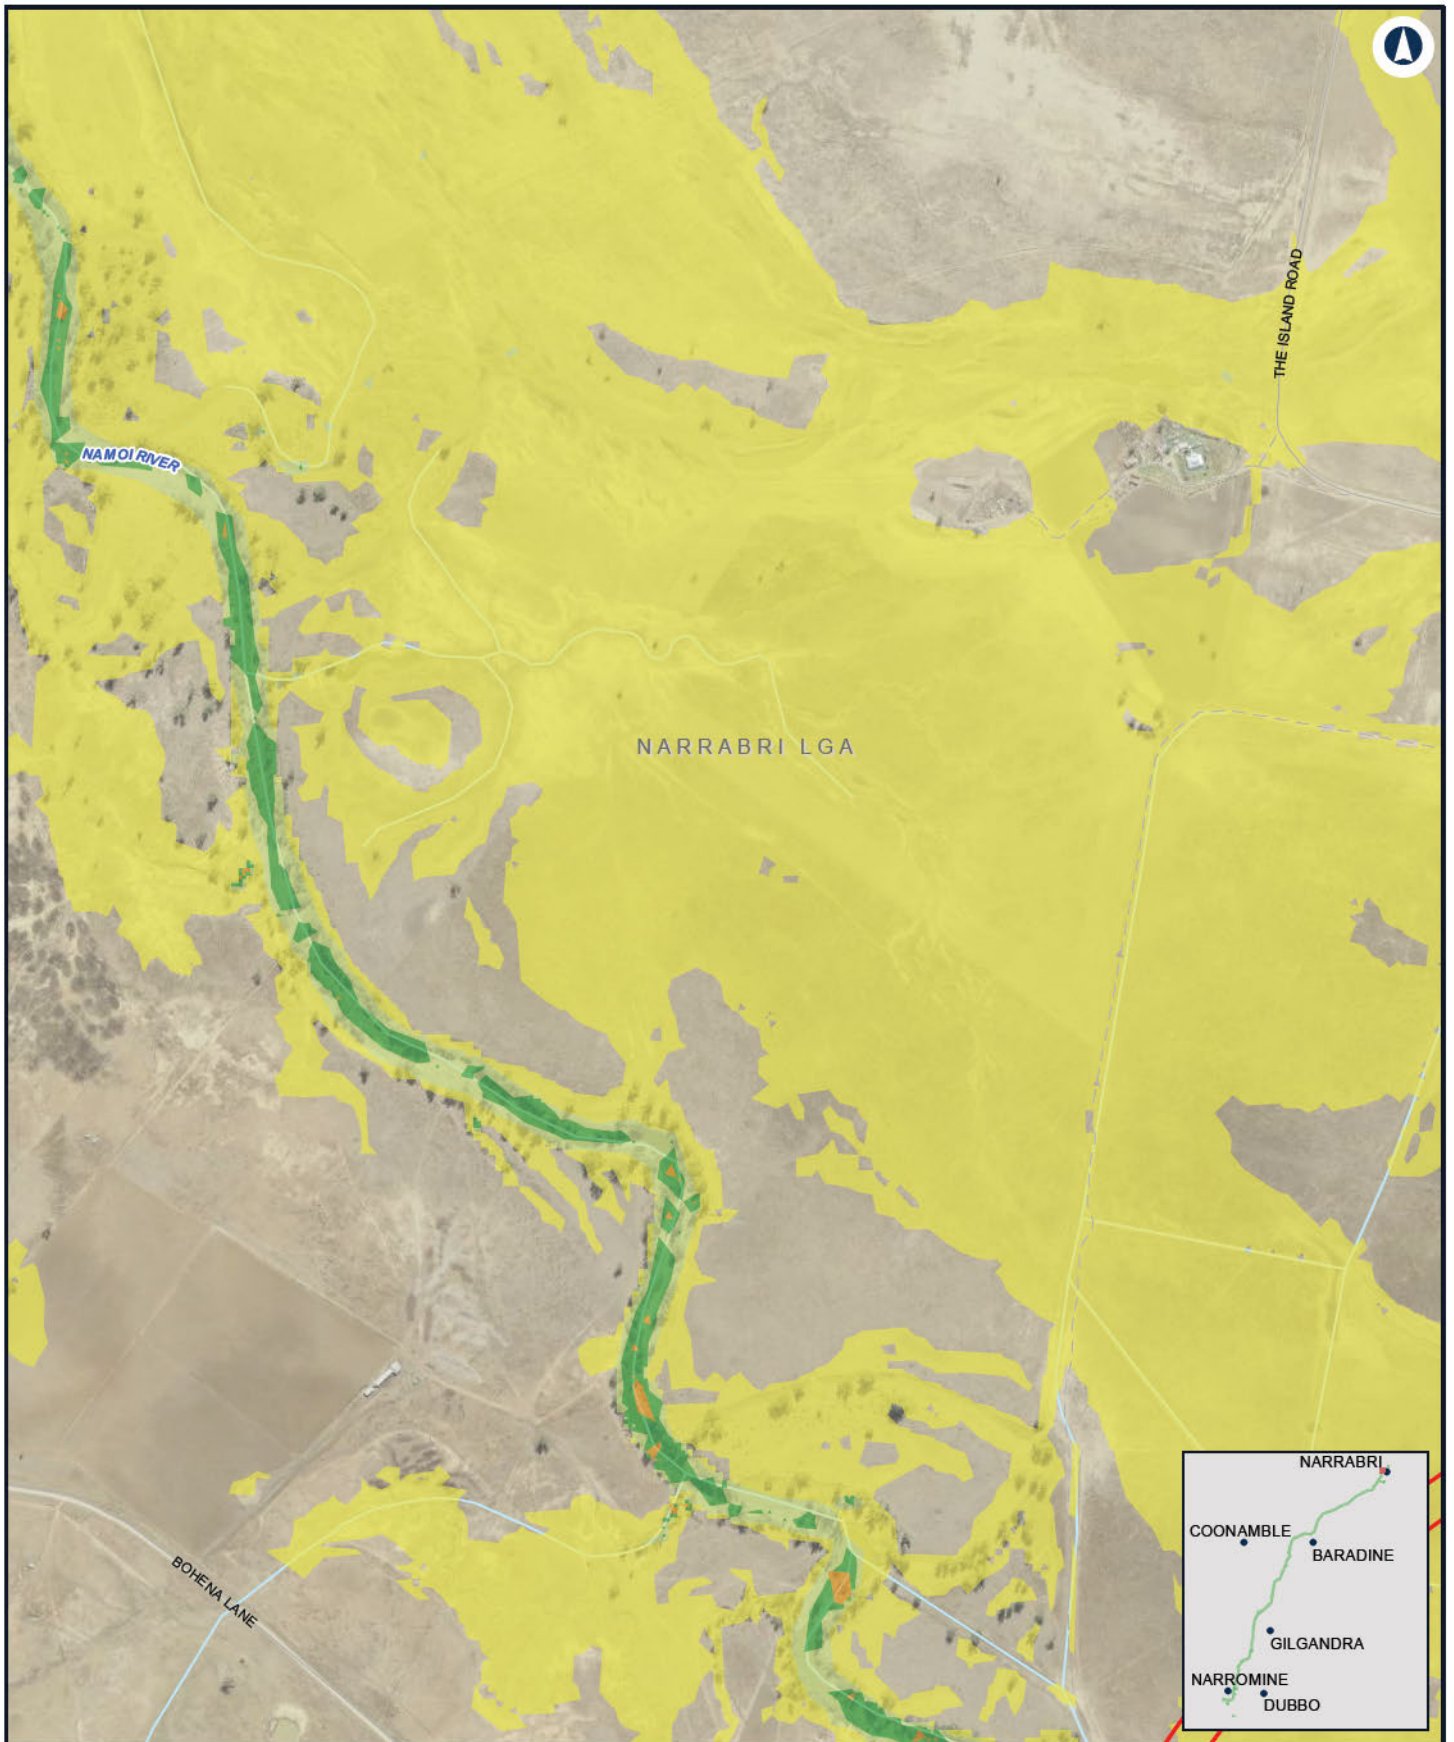 THE ISLAND ROAD
NAMOI RIVER
NARRABRI LGA
BOHENA LANE
NARRABRI
COONAMBLE
BARADINE
GILGANDRA
NARROMINE
DUBBO